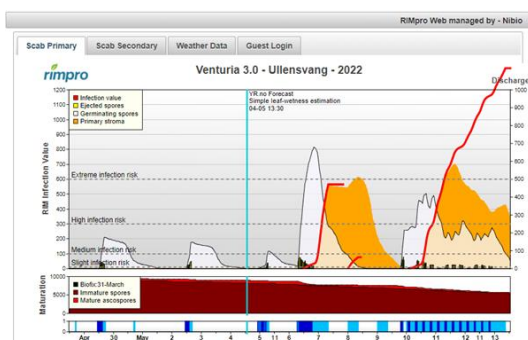 RIMpro Web managed by - Nibio
Scab Primary Scab Secondary Weather Data Guest Login
rimpro
Venturia 3.0 - Ullensvang - 2022
Discharge
Infection value
Ejected spores
Germinating spores
Primary stroma
VR.no Forecast
Simple leaf-wetness estimation
04-05 13:30
RIM Infection Value
1200
1100
1000
900
800
700
600
500
400
300
200
100
0
Extreme infection risk
High infection risk
Medium infection risk
Slight infection risk
1000
900
800
700
600
500
400
300
200
100
0
Maturation
10000
5000
0
Biofix:31-March
Immature ascospores
Mature ascospores
1
0
Apr 30 May 2 3 4 5 11 6 7 8 9 10 11 12 11 13